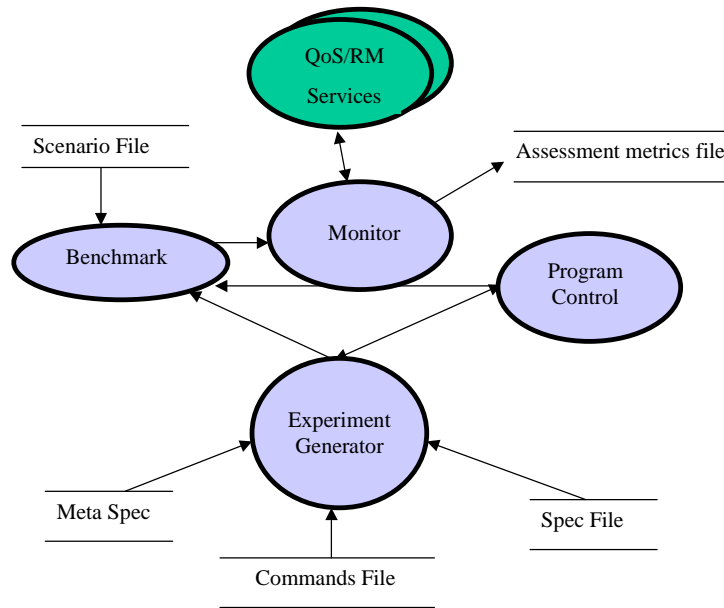 QoS/RM
Services
Scenario File
Assessment metrics file
Monitor
Benchmark
Program
Control
Experiment
Generator
Meta Spec
Spec File
Commands File